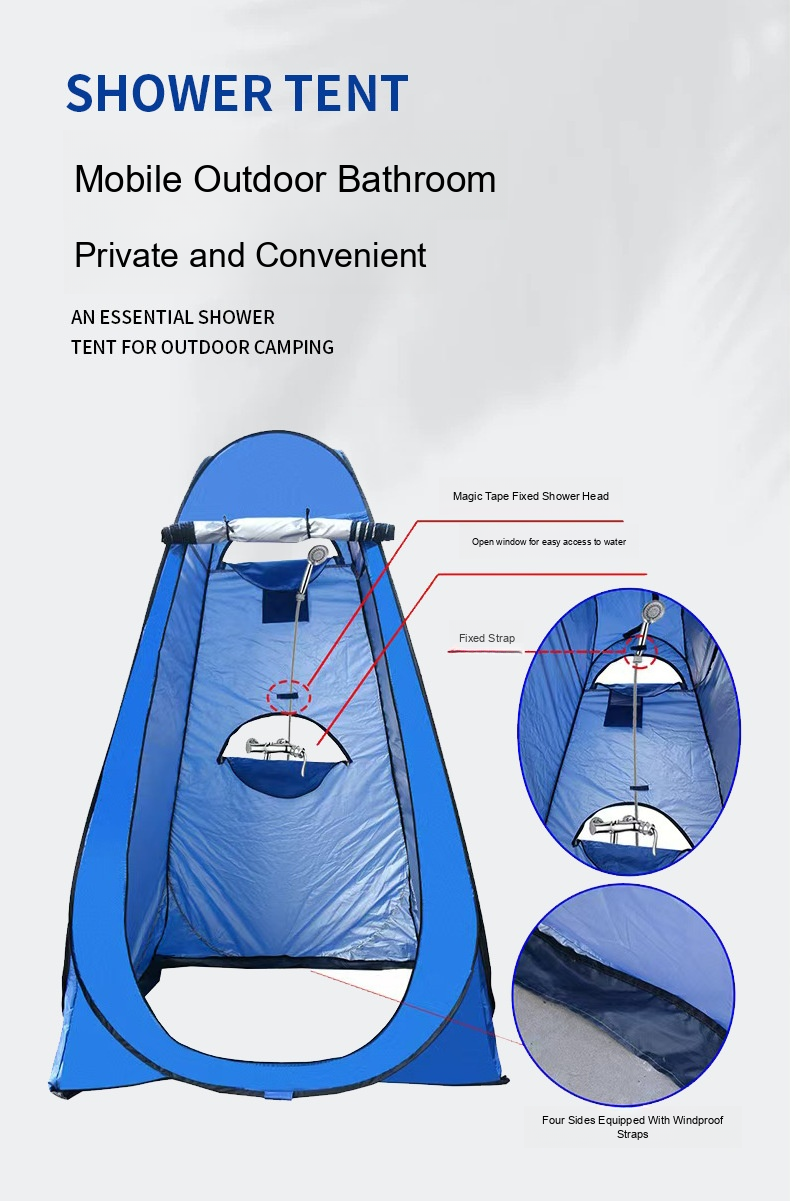 SHOWER TENT
Mobile Outdoor Bathroom
Private and Convenient
AN ESSENTIAL SHOWER
TENT FOR OUTDOOR CAMPING
Magic Tape Fixed Shower Head
Open window for easy access to water
Fixed Strap
Four Sides Equipped With Windproof
Straps